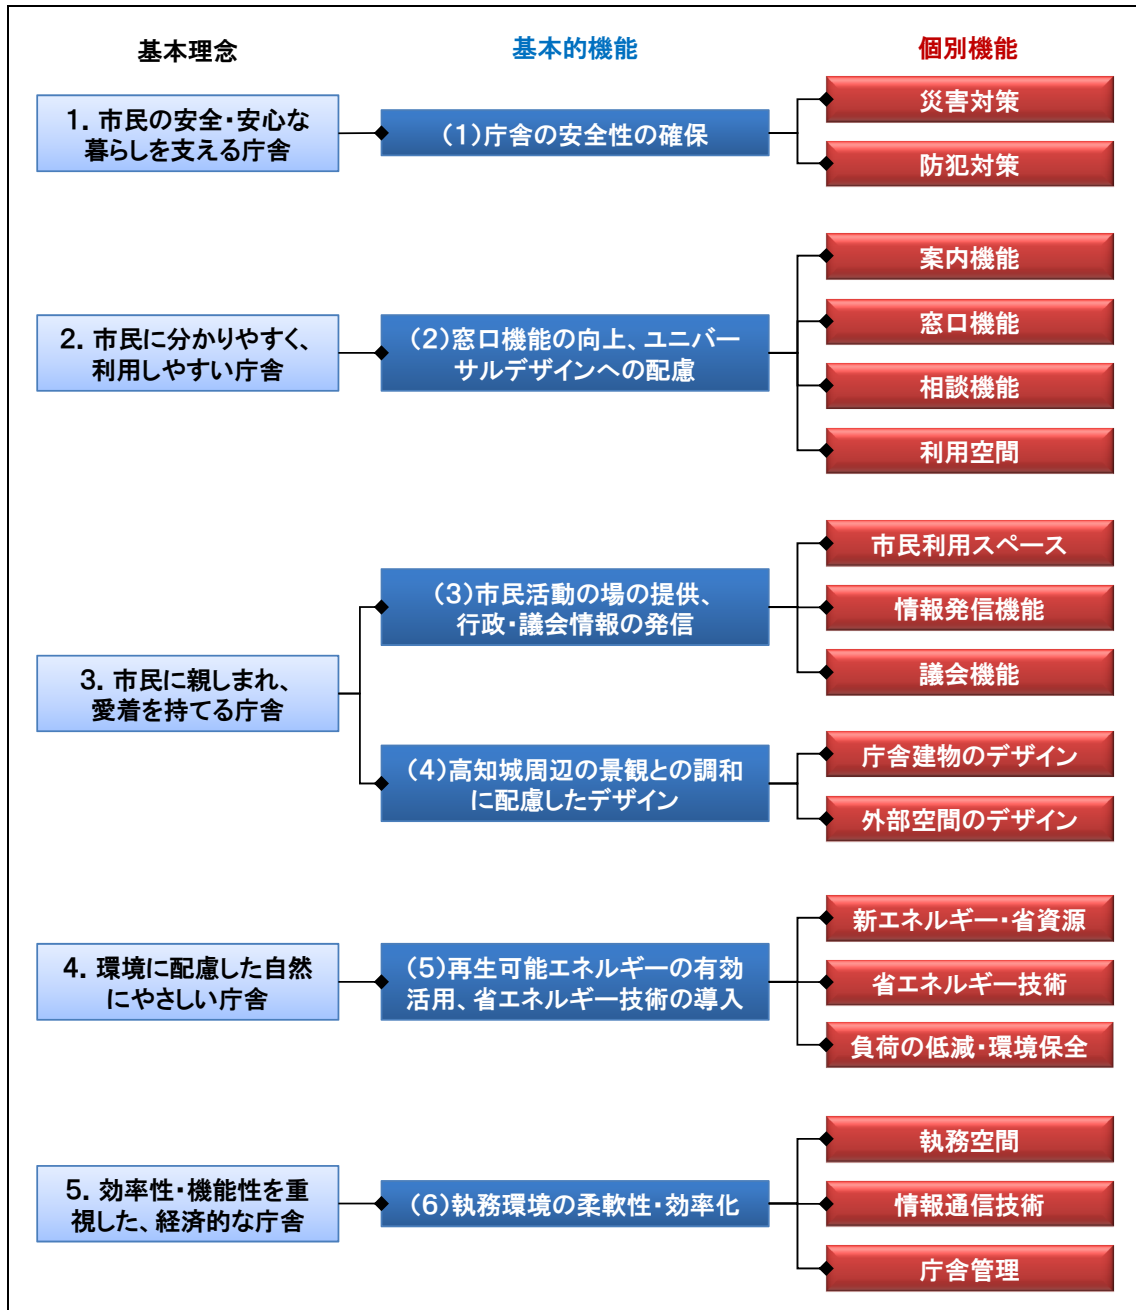 基本理念
基本的機能
個別機能
1. 市民の安全・安心な
暮らしを支える庁舎
(1)庁舎の安全性の確保
災害対策
防犯対策
2. 市民に分かりやすく、
利用しやすい庁舎
(2)窓口機能の向上、ユニバー
サルデザインへの配慮
案内機能
窓口機能
相談機能
利用空間
3. 市民に親しまれ、
愛着を持てる庁舎
(3)市民活動の場の提供、
行政・議会情報の発信
市民利用スペース
情報発信機能
議会機能
(4)高知城周辺の景観との調和
に配慮したデザイン
庁舎建物のデザイン
外部空間のデザイン
4. 環境に配慮した自然
にやさしい庁舎
(5)再生可能エネルギーの有効
活用、省エネルギー技術の導入
新エネルギー・省資源
省エネルギー技術
負荷の低減・環境保全
5. 効率性・機能性を重
視した、経済的な庁舎
(6)執務環境の柔軟性・効率化
執務空間
情報通信技術
庁舎管理